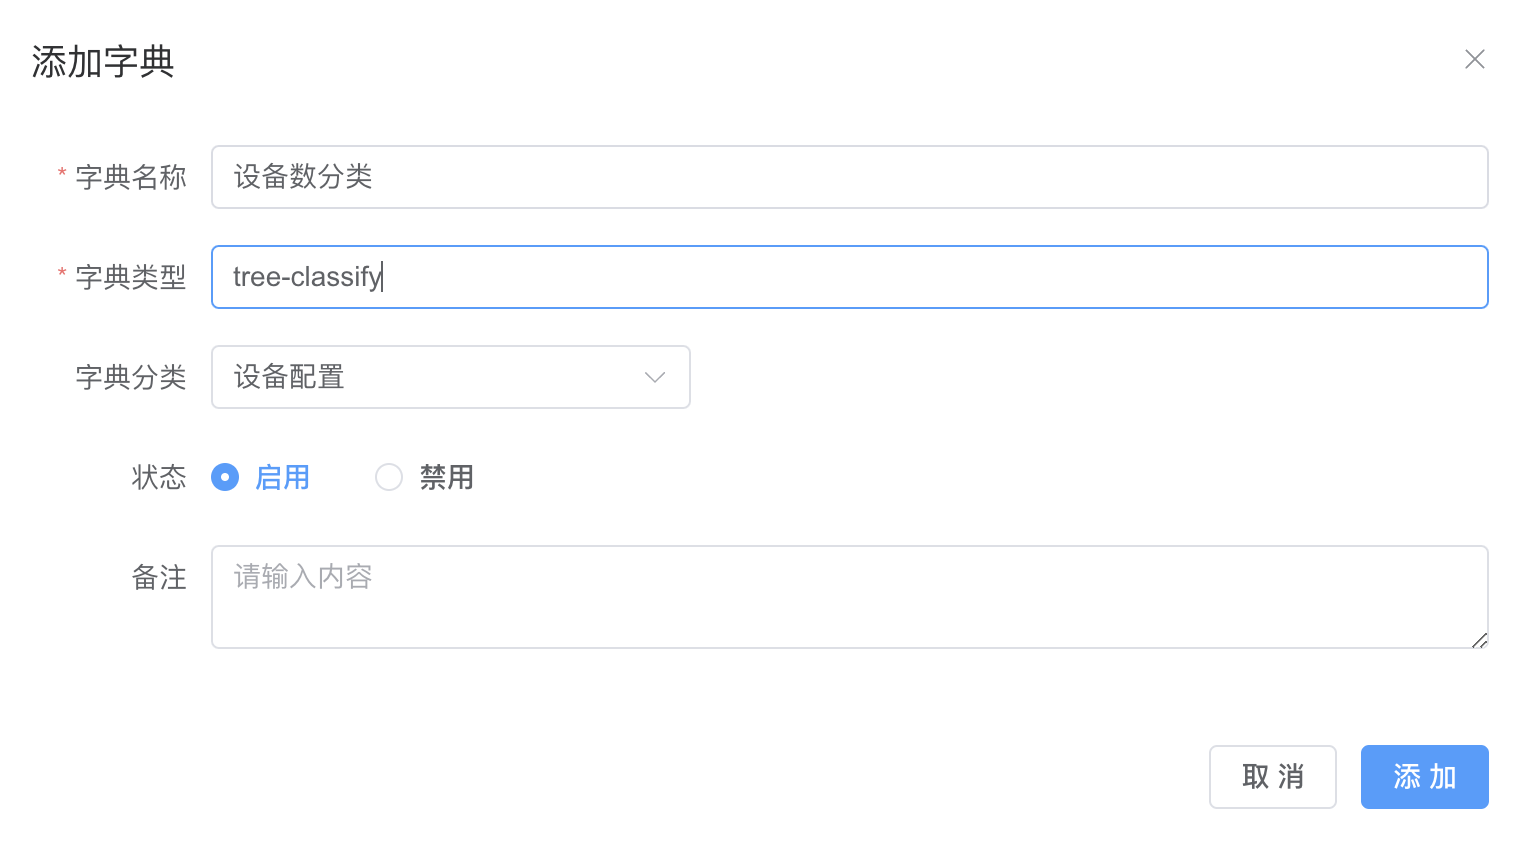 添加字典
* 字典名称 设备数分类
* 字典类型 tree-classify
字典分类 设备配置
状态 启用 禁用
备注 请输入内容
取消 添加